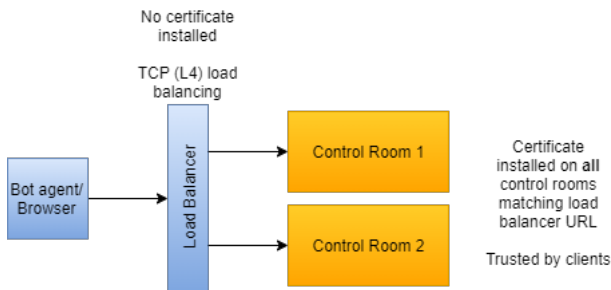 No certificate
installed
TCP (L4) load
balancing
Bot agent/
Browser
Load Balancer
Control Room 1
Control Room 2
Certificate
installed on all
control rooms
matching load
balancer URL
Trusted by clients